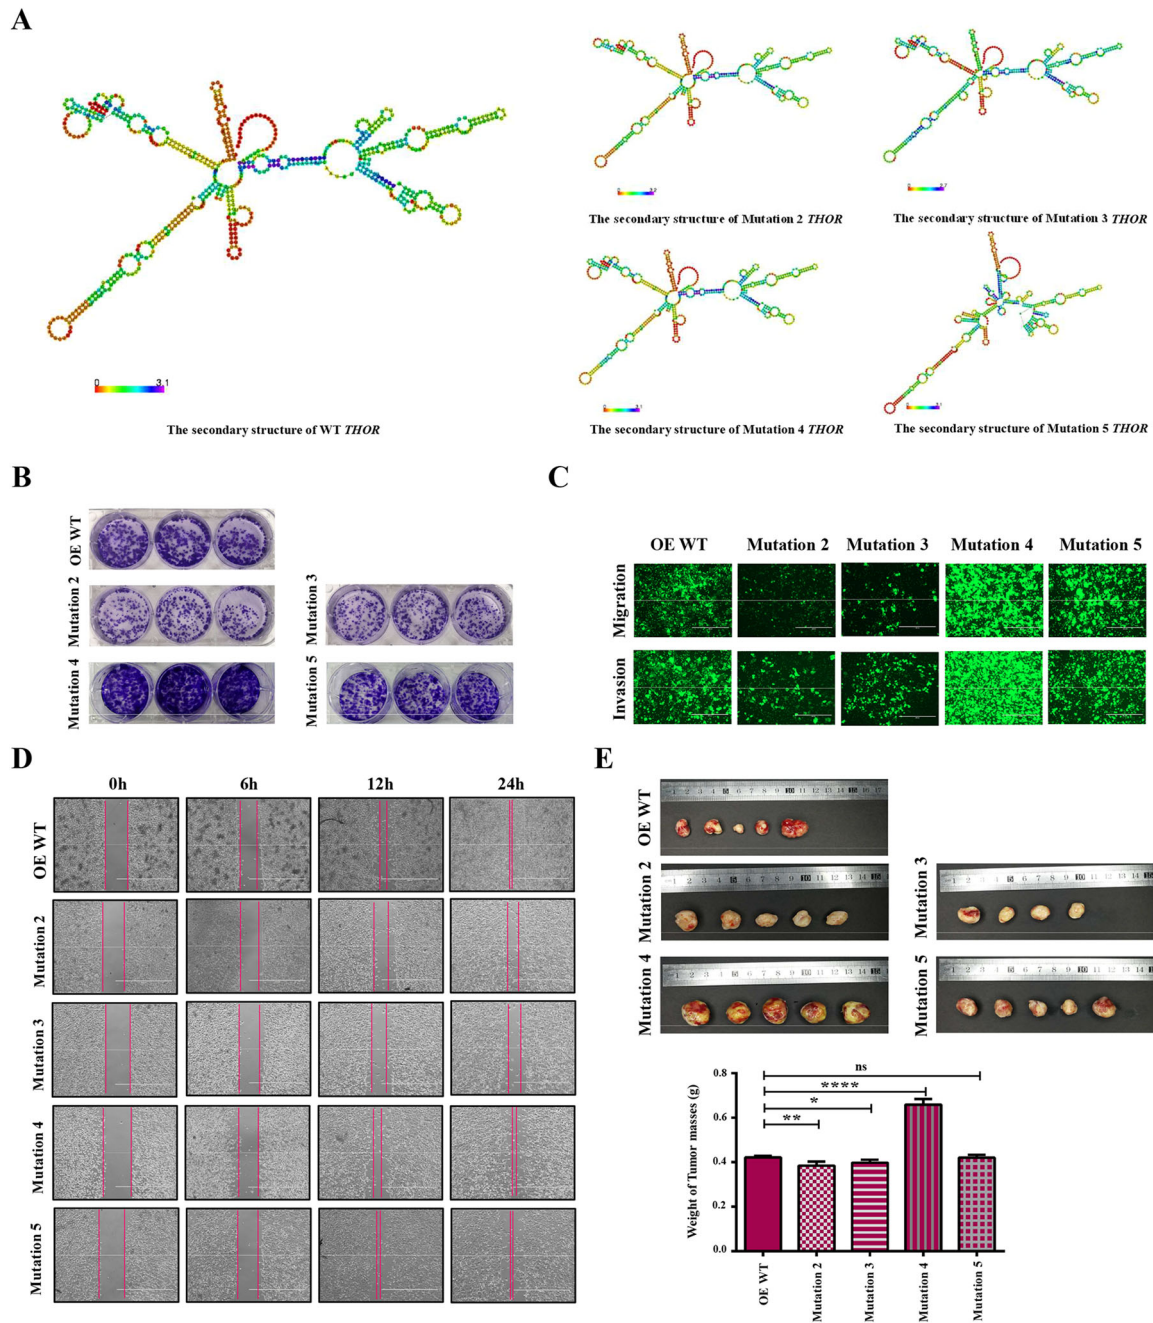 A
0 3.1
The secondary structure of WT THOR
The secondary structure of Mutation 2 THOR
The secondary structure of Mutation 3 THOR
The secondary structure of Mutation 4 THOR
The secondary structure of Mutation 5 THOR
B
OE WT
Mutation 2
Mutation 3
Mutation 4
Mutation 5
C
OE WT Mutation 2 Mutation 3 Mutation 4 Mutation 5
Migration
Invasion
D
0h 6h 12h 24h
OE WT
Mutation 2
Mutation 3
Mutation 4
Mutation 5
E
OE WT
Mutation 2
Mutation 3
Mutation 4
Mutation 5
ns
****
*
**
Weight of Tumor masses (g)
0.8
0.6
0.4
0.2
0.0
OE WT
Mutation 2
Mutation 3
Mutation 4
Mutation 5